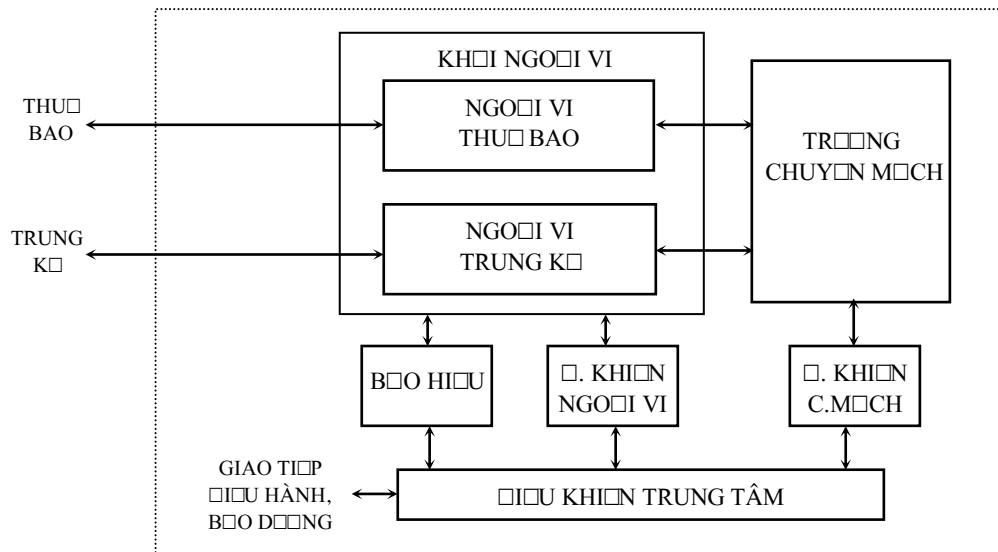 KH□I NGO□I VI
THU□
BAO
NGO□I VI
THU□ BAO
TR□□NG
CHUY□N M□CH
TRUNG
K□
NGO□I VI
TRUNG K□
B□O HI□U
□. KHI□N
NGO□I VI
□. KHI□N
C.M□CH
GIAO TI□P
□I□U HÀNH,
B□O D□□NG
□I□U KHI□N TRUNG TÂM